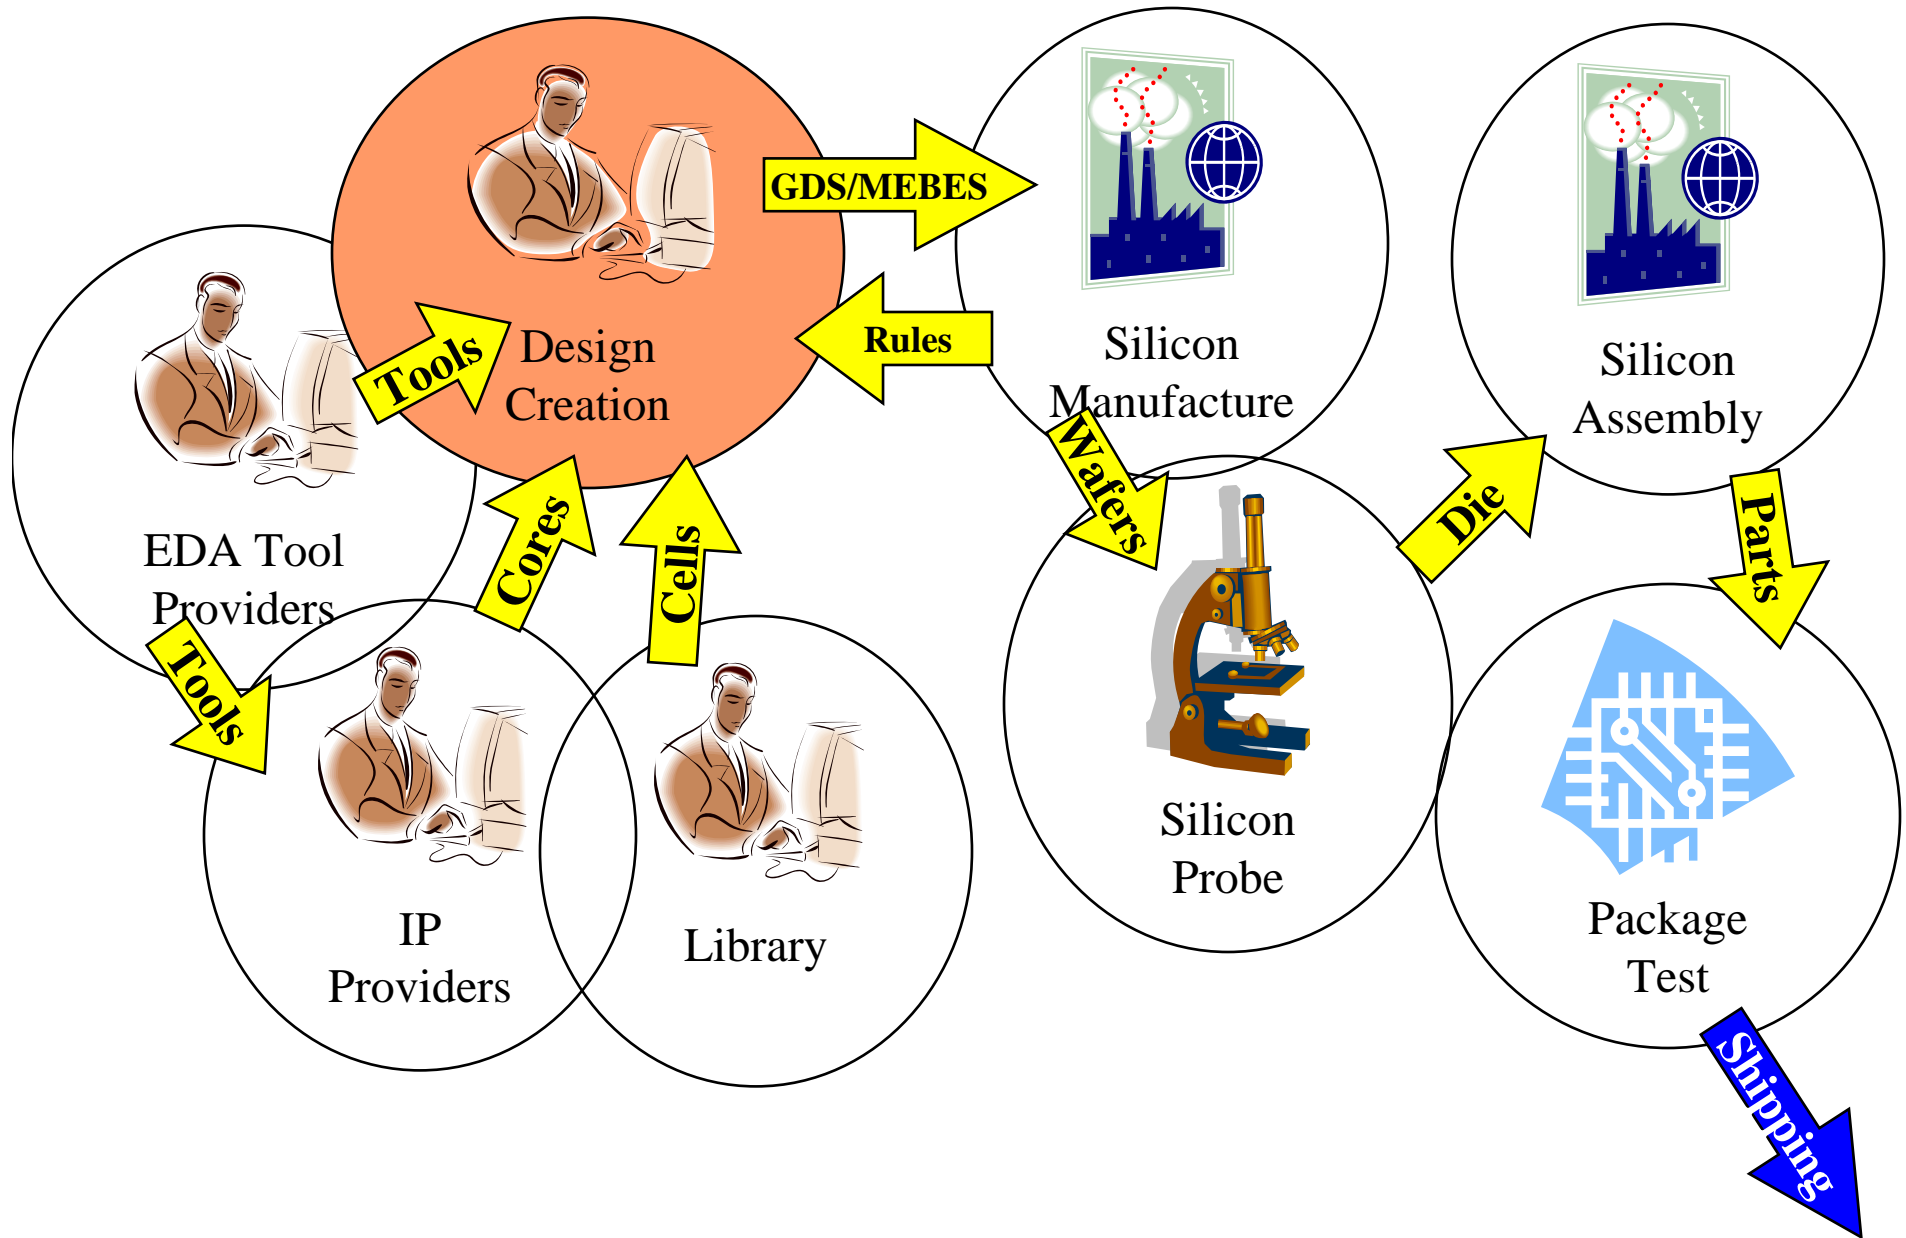 GDS/MEBES
Rules
Tools
Design
Creation
Silicon
Manufacture
Silicon
Assembly
Wafers
Die
Parts
EDA Tool
Providers
Cores
Cells
Tools
Silicon
Probe
IP
Providers
Library
Package
Test
Shipping